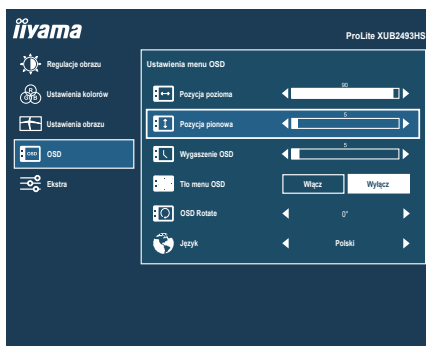 iiyama
ProLite XUB2493HS
Regulacje obrazu
Ustawienia kolorów
Ustawienia obrazu
OSD
OSD
Ekstra
Ustawienia menu OSD
Pozycja pozioma
90
Pozycja pionowa
5
Wygaszenie OSD
5
Tło menu OSD
Włącz
Wyłącz
OSD Rotate
0°
Język
Polski